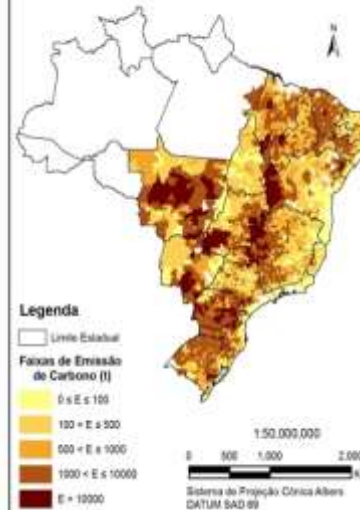 N
Legenda
Limite Estadual
Faixas de Emissão
de Carbono (t)
0 ≤ E ≤ 100
100 < E ≤ 500
500 < E ≤ 1000
1000 < E ≤ 10000
E > 10000
1:50.000.000
0 500 1.000 2.000
Sistema de Projeção Cônica Albers
DATUM SAD 69